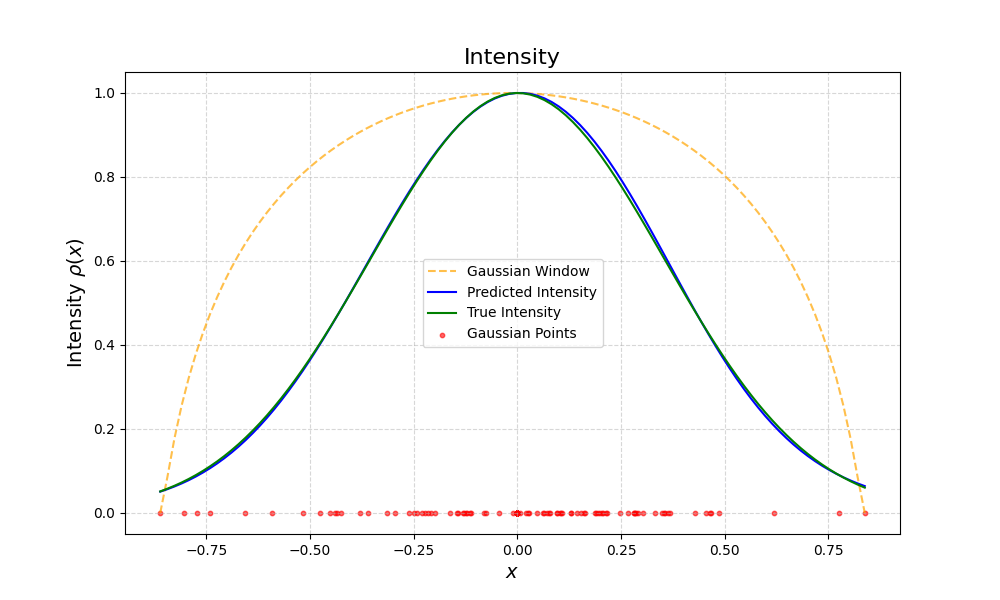 Intensity
Intensity ρ(x)
1.0
0.8
0.6
0.4
0.2
0.0
Gaussian Window
Predicted Intensity
True Intensity
Gaussian Points
−0.75 −0.50 −0.25 0.00 0.25 0.50 0.75
x